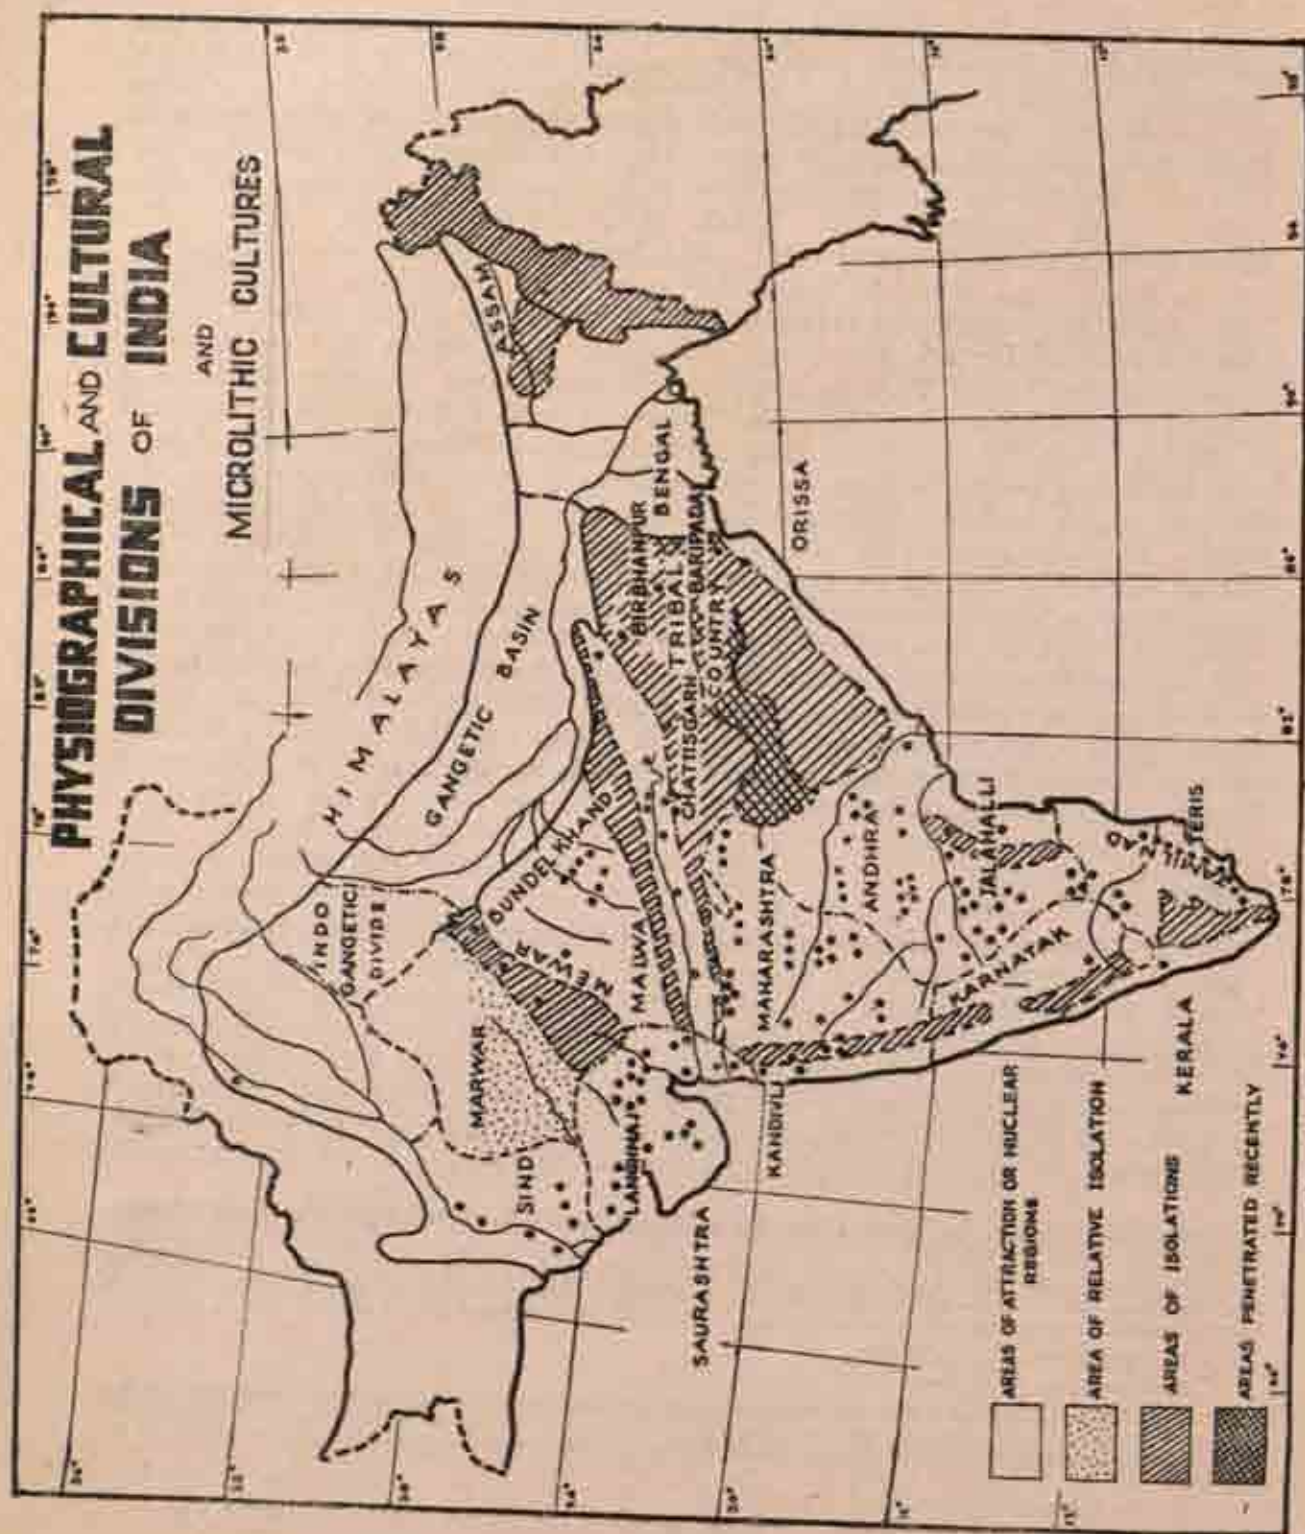 PHYSIOGRAPHICAL AND CULTURAL
DIVISIONS OF INDIA
AND
MICROLITHIC CULTURES
HIMALAYAS
GANGETIC BASIN
INDO
GANGETIC
DIVIDE
ASSAM
BENGAL
BIRBHANPUR
TRIBAL
BARIPADA
COUNTRY
CHATTISGARH
ORISSA
BUNDELKHAND
MEWAR
MALWA
MARWAR
SIND
LANGHNAJ
SAURASHTRA
KANDIVLI
MAHARASHTRA
ANDHRA
JALAHALLI
KARNATAK
TAMILNAD
TERIS
KERALA
AREAS OF ATTRACTION OR NUCLEAR
REGIONS
AREA OF RELATIVE ISOLATION
AREAS OF ISOLATIONS
AREAS PENETRATED RECENTLY